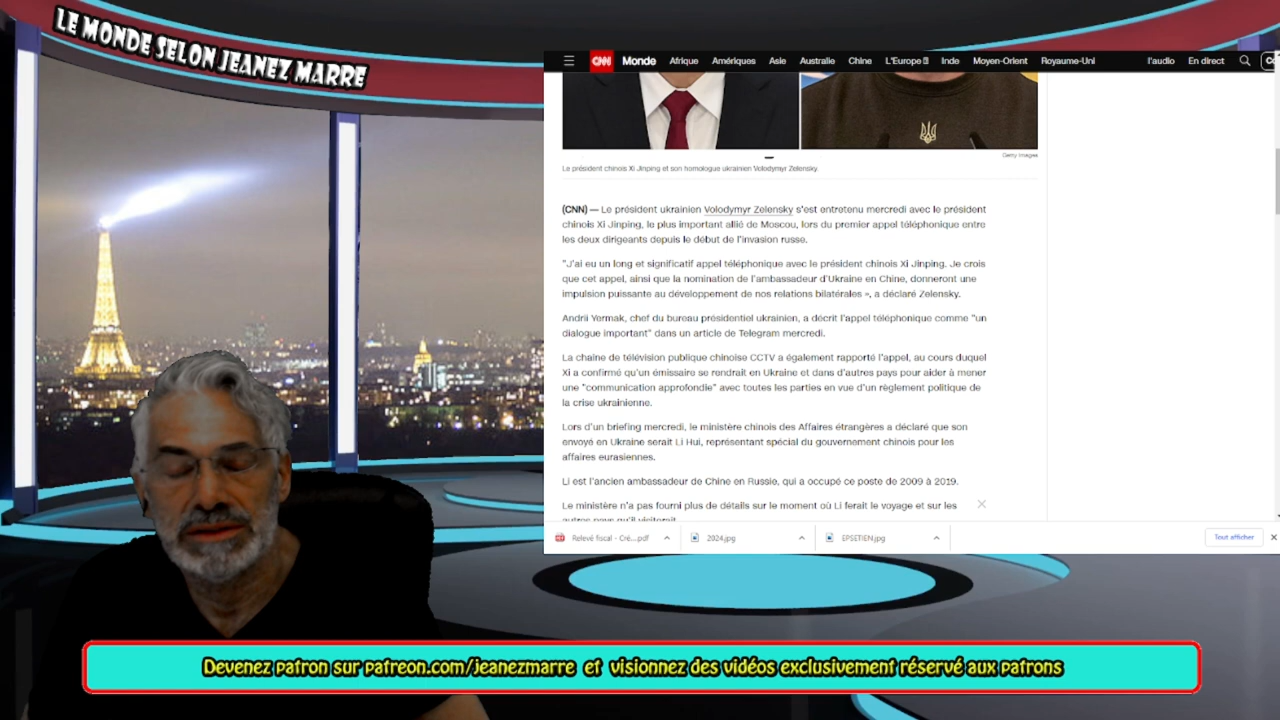 LE MONDE SELON JEANEZ MARRE
CNN Monde Afrique Amériques Asie Australie Chine L'Europe Inde Moyen-Orient Royaume-Uni l'audio En direct
Getty Images
Le président chinois Xi Jinping et son homologue ukrainien Volodymyr Zelensky.
(CNN) — Le président ukrainien Volodymyr Zelensky s'est entretenu mercredi avec le président
chinois Xi Jinping, le plus important allié de Moscou, lors du premier appel téléphonique entre
les deux dirigeants depuis le début de l'invasion russe.
"J'ai eu un long et significatif appel téléphonique avec le président chinois Xi Jinping. Je crois
que cet appel, ainsi que la nomination de l'ambassadeur d'Ukraine en Chine, donneront une
impulsion puissante au développement de nos relations bilatérales », a déclaré Zelensky.
Andrii Yermak, chef du bureau présidentiel ukrainien, a décrit l'appel téléphonique comme "un
dialogue important" dans un article de Telegram mercredi.
La chaîne de télévision publique chinoise CCTV a également rapporté l'appel, au cours duquel
Xi a confirmé qu'un émissaire se rendrait en Ukraine et dans d'autres pays pour aider à mener
une "communication approfondie" avec toutes les parties en vue d'un règlement politique de
la crise ukrainienne.
Lors d'un briefing mercredi, le ministère chinois des Affaires étrangères a déclaré que son
envoyé en Ukraine serait Li Hui, représentant spécial du gouvernement chinois pour les
affaires eurasiennes.
Li est l'ancien ambassadeur de Chine en Russie, qui a occupé ce poste de 2009 à 2019.
Le ministère n'a pas fourni plus de détails sur le moment où Li ferait le voyage et sur les
autres pays qu'il visiterait
Relevé fiscal - Cré....pdf 2024.jpg EPSETIEN.jpg Tout afficher
Devenez patron sur patreon.com/jeanezmarre et visionnez des vidéos exclusivement réservé aux patrons